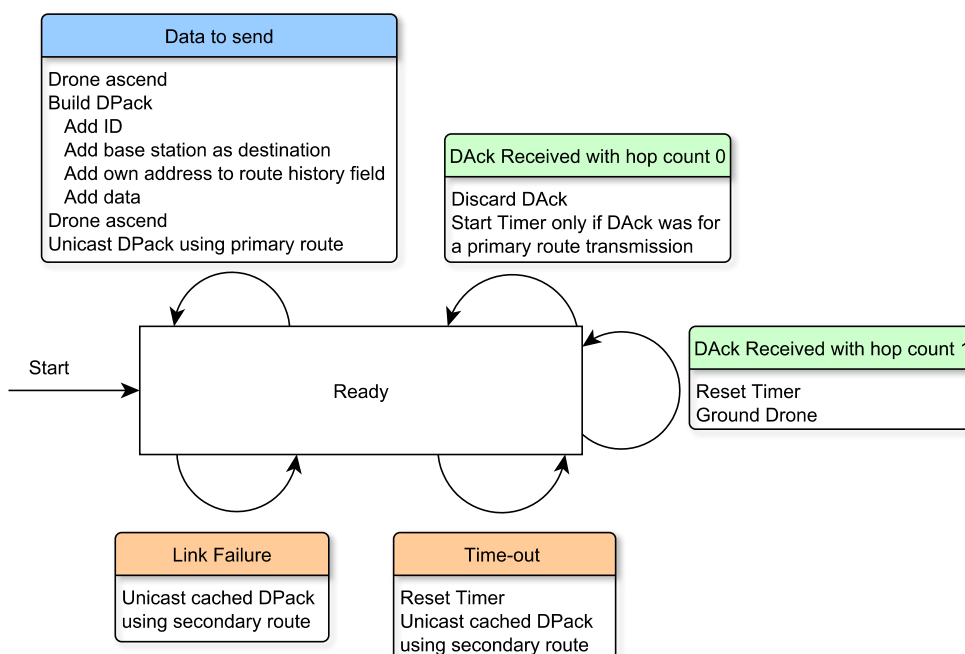 Data to send
Drone ascend
Build DPack
Add ID
Add base station as destination
Add own address to route history field
Add data
Drone ascend
Unicast DPack using primary route
DAck Received with hop count 0
Discard DAck
Start Timer only if DAck was for
a primary route transmission
Start
Ready
DAck Received with hop count 1
Reset Timer
Ground Drone
Link Failure
Unicast cached DPack
using secondary route
Time-out
Reset Timer
Unicast cached DPack
using secondary route